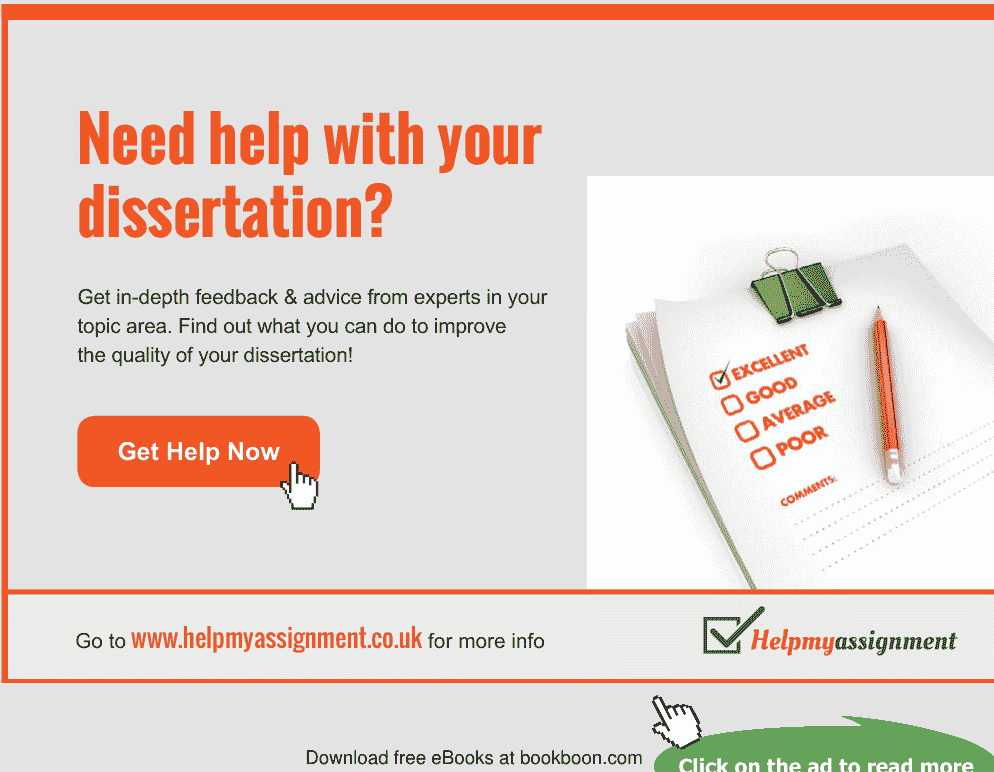 Need help with your
dissertation?
Get in-depth feedback & advice from experts in your
topic area. Find out what you can do to improve
the quality of your dissertation!
Get Help Now
EXCELLENT
GOOD
AVERAGE
POOR
COMMENTS:
Go to www.helpmyassignment.co.uk for more info
Helpmyassignment
Download free eBooks at bookboon.com
Click on the ad to read more